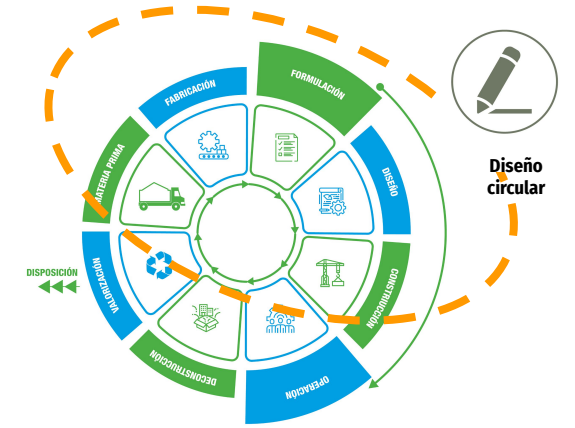 FORMULACIÓN
DISEÑO
CONSTRUCCIÓN
OPERACIÓN
DECONSTRUCCIÓN
VALORIZACIÓN
MATERIA PRIMA
FABRICACIÓN
DISPOSICIÓN
Diseño
circular